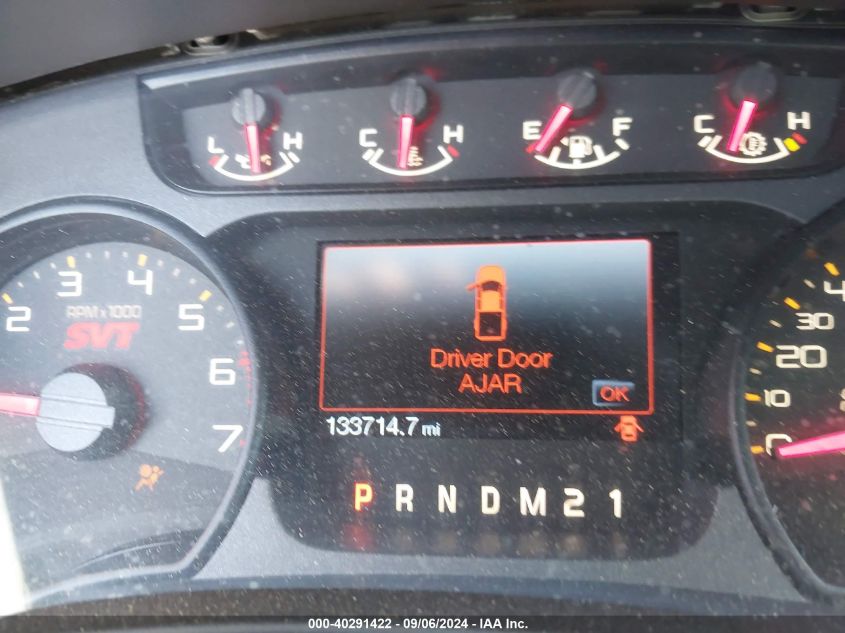 L H C H E F C H
2 3 4 5 6 7
RPM x 1000
SVT
Driver Door
AJAR
OK
133714.7 mi
P R N D M 2 1
0 10 20 30 4
000-40291422 - 09/06/2024 - IAA Inc.